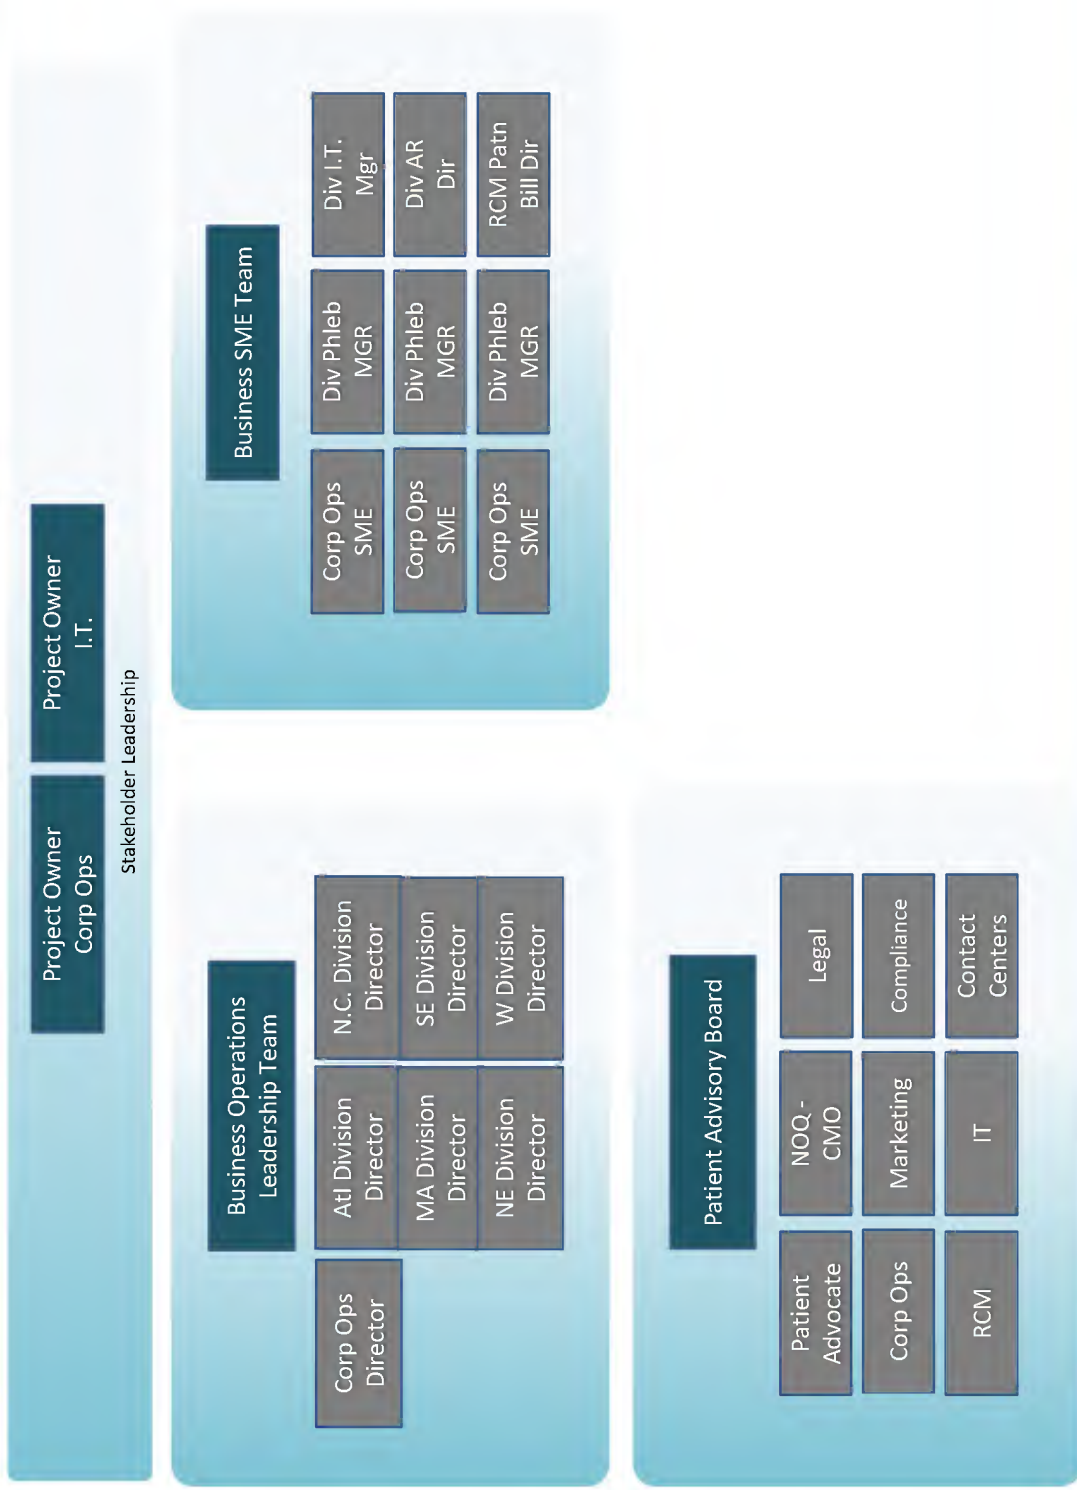 Project Owner
Corp Ops
Project Owner
I.T.
Stakeholder Leadership
Business Operations
Leadership Team
Corp Ops
Director
Atl Division
Director
N.C. Division
Director
MA Division
Director
SE Division
Director
NE Division
Director
W Division
Director
Business SME Team
Corp Ops
SME
Div Phleb
MGR
Div I.T.
Mgr
Corp Ops
SME
Div Phleb
MGR
Div AR
Dir
Corp Ops
SME
Div Phleb
MGR
RCM Patn
Bill Dir
Patient Advisory Board
Patient
Advocate
NOQ -
CMO
Legal
Corp Ops
Marketing
Compliance
RCM
IT
Contact
Centers